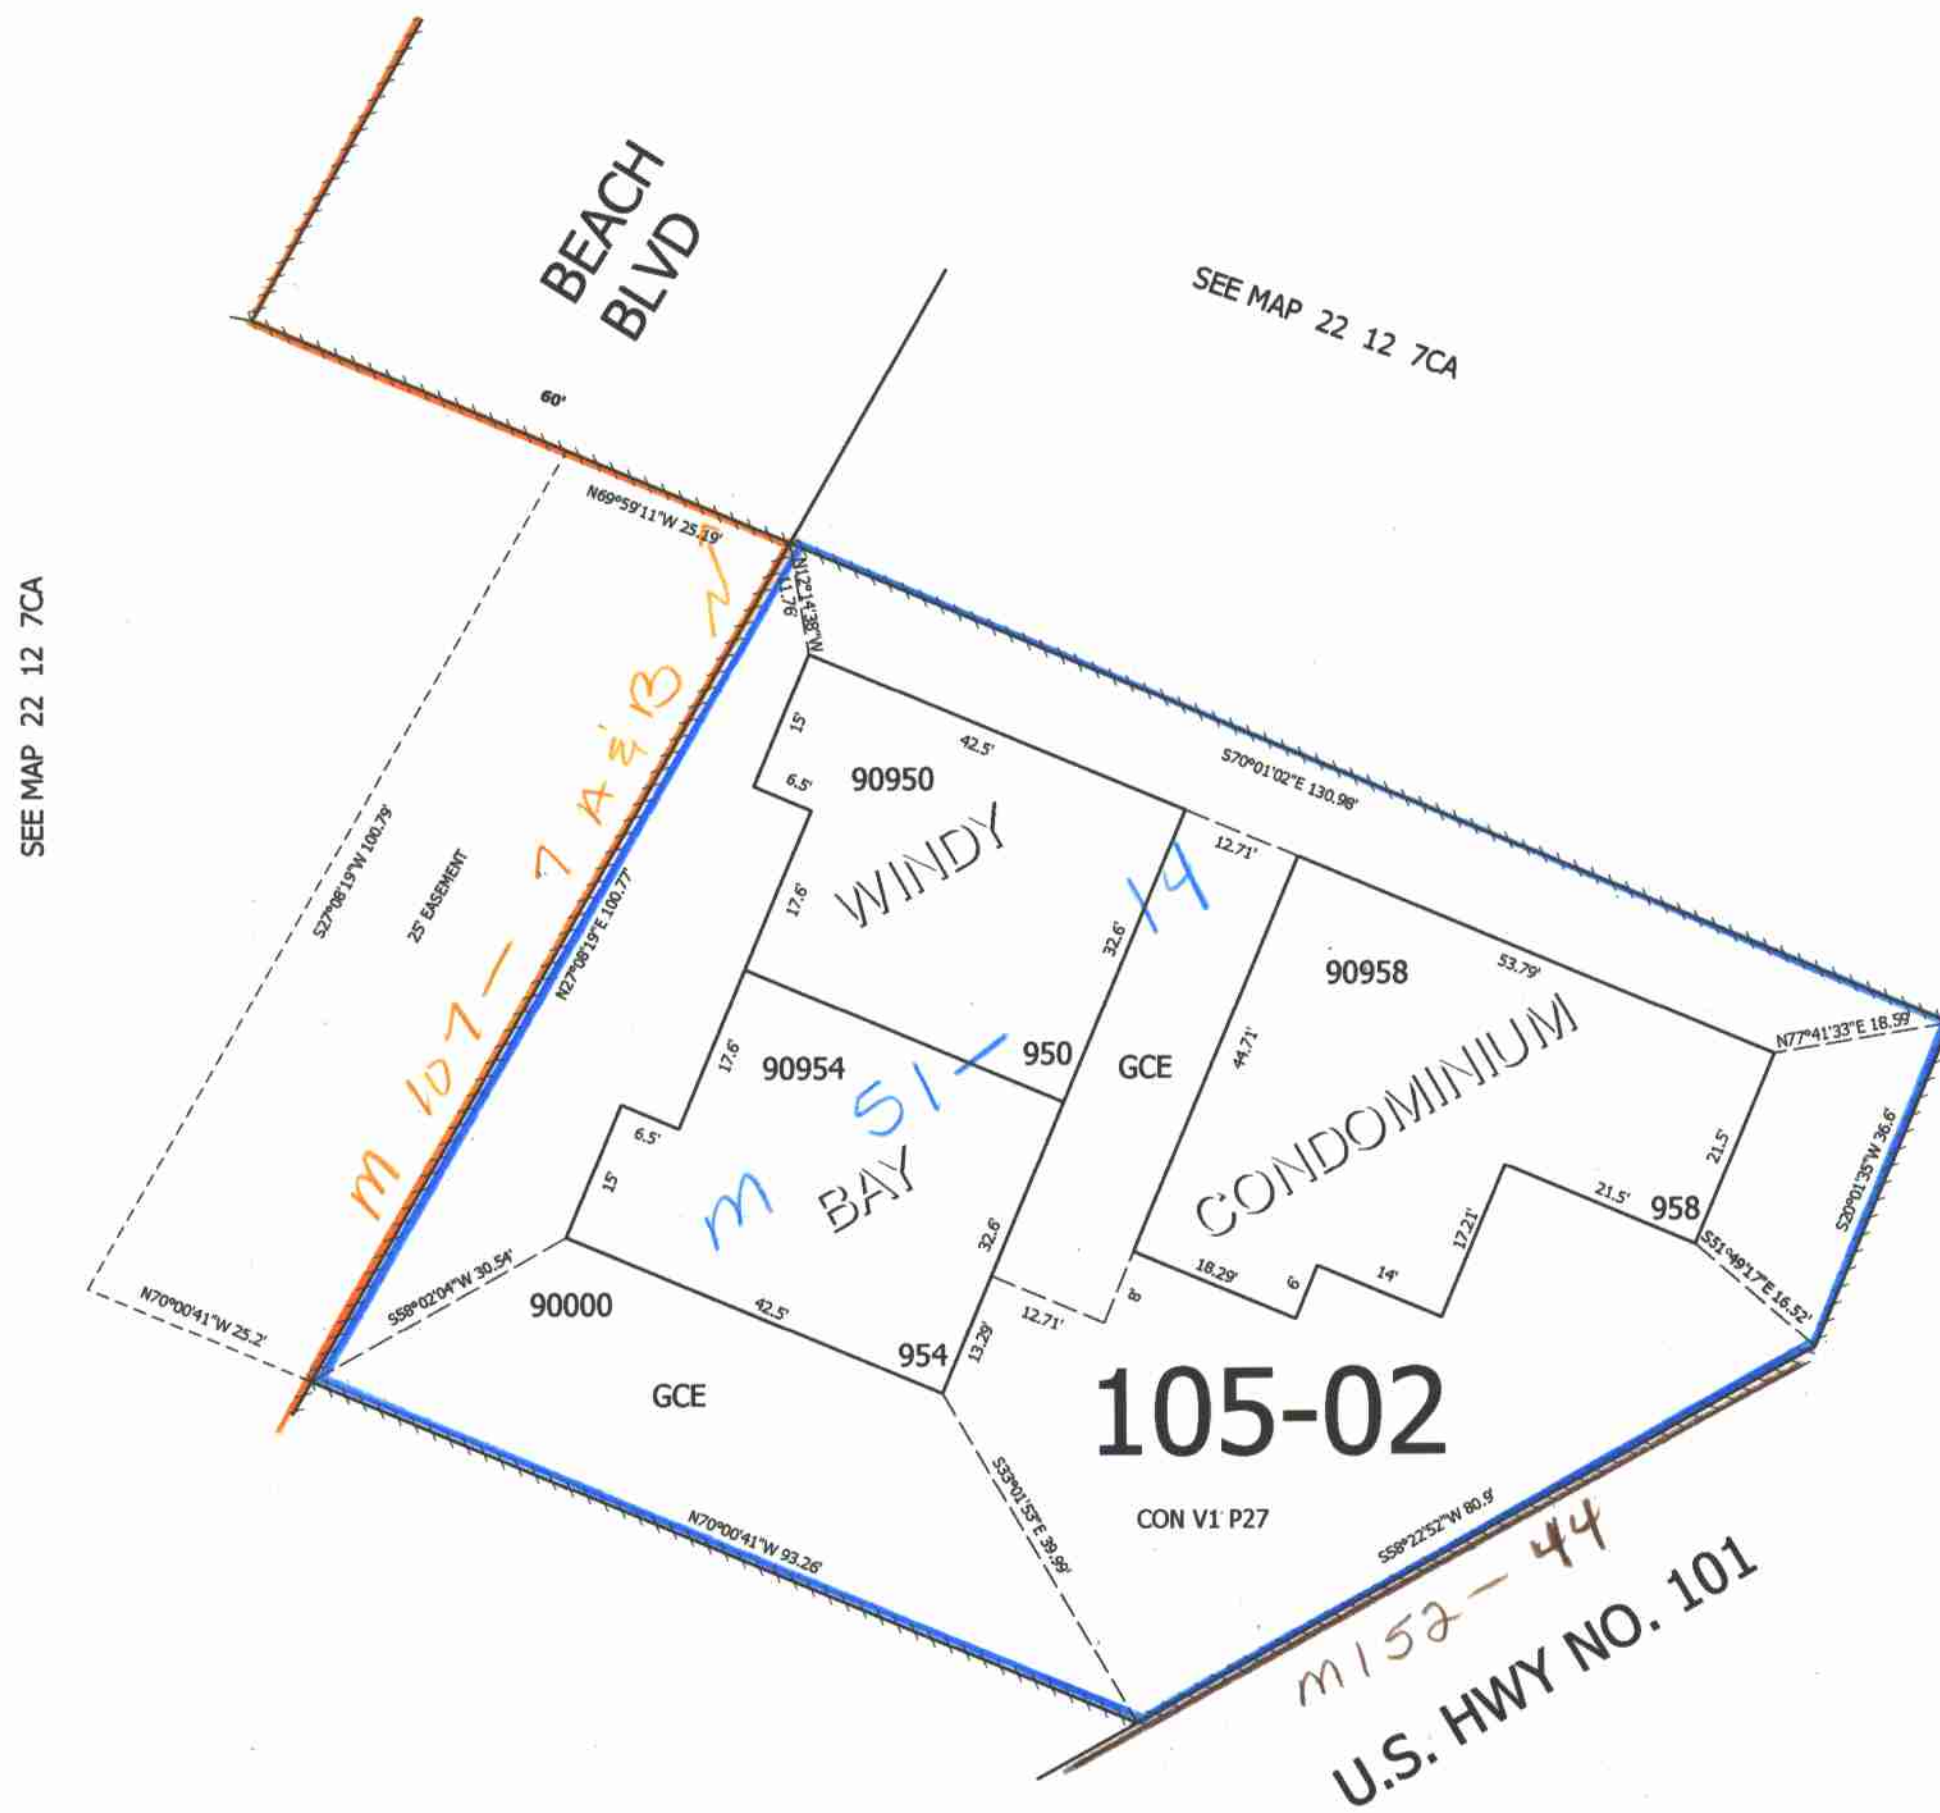 BEACH
BLVD
SEE MAP 22 12 7CA
60'
N69°59'11"W 25.19'
SEE MAP 22 12 7CA
N12°14'38"W
11.76'
15'
42.5'
6.5'
90950
S70°01'02"E 130.98'
M 107 - 7 A & B
WINDY
12.71'
14
S27°08'19"W 100.79'
25' EASEMENT
N27°08'19"E 100.77'
17.6'
32.6'
90958
53.79'
N77°41'33"E 18.59'
17.6'
90954
950
GCE
44.71'
CONDOMINIUM
M 51 -
6.5'
21.5'
S20°01'35"W 36.6'
15'
BAY
21.5'
958
17.21'
32.6'
S51°49'17"E 16.52'
S58°02'04"W 30.54'
90000
42.5'
18.29'
6'
14'
8'
12.71'
N70°00'41"W 25.2'
954
13.29'
GCE
105-02
S33°01'53"E 39.99'
CON V1 P27
N70°00'41"W 93.26'
S58°22'52"W 80.9'
M152-44
U.S. HWY NO. 101